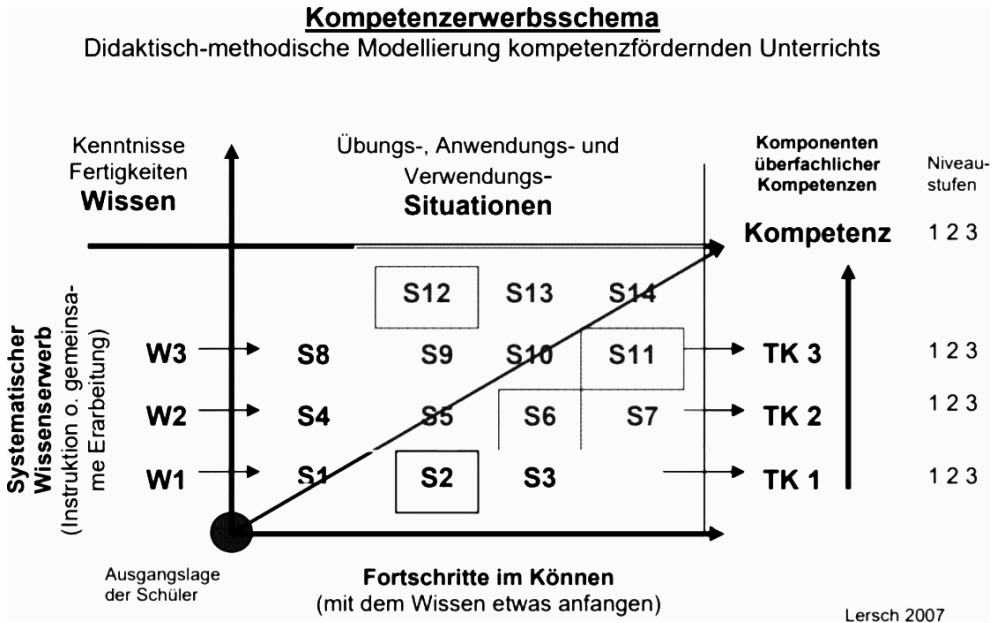 Kompetenzerwerbsschema
Didaktisch-methodische Modellierung kompetenzfördernden Unterrichts
Kenntnisse
Fertigkeiten
Wissen
Übungs-, Anwendungs- und
Verwendungs-
Situationen
Komponenten
überfachlicher
Kompetenzen
Niveau-
stufen
Kompetenz
1 2 3
Systematischer
Wissenserwerb
(Instruktion o. gemeinsa-
me Erarbeitung)
S12 S13 S14
W3 S8 S9 S10 S11 TK 3 1 2 3
W2 S4 S5 S6 S7 TK 2 1 2 3
W1 S1 S2 S3 TK 1 1 2 3
Ausgangslage
der Schüler
Fortschritte im Können
(mit dem Wissen etwas anfangen)
Lersch 2007